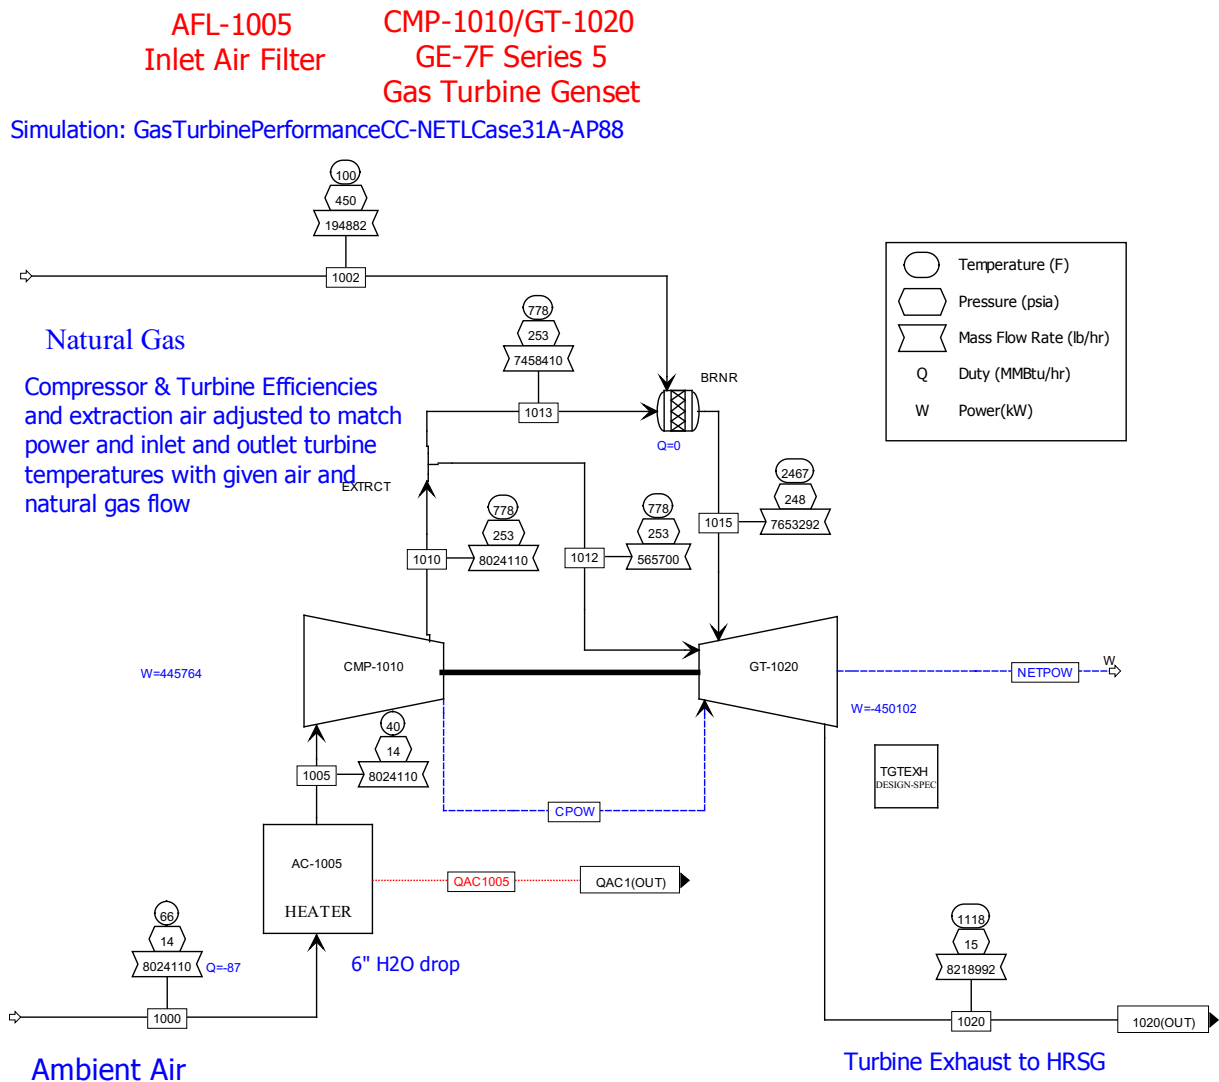 AFL-1005
Inlet Air Filter
CMP-1010/GT-1020
GE-7F Series 5
Gas Turbine Genset
Simulation: GasTurbinePerformanceCC-NETLCase31A-AP88
100
450
194882
1002
Temperature (F)
Pressure (psia)
Mass Flow Rate (lb/hr)
Q Duty (MMBtu/hr)
W Power(kW)
Natural Gas
Compressor & Turbine Efficiencies
and extraction air adjusted to match
power and inlet and outlet turbine
temperatures with given air and
natural gas flow
778
253
7458410
1013
BRNR
Q=0
EXTRCT
778
253
8024110
1010
778
253
565700
1012
2467
248
7653292
1015
CMP-1010
W=445764
GT-1020
W
NETPOW
W=-450102
TGTEXH
DESIGN-SPEC
40
14
8024110
1005
CPOW
AC-1005
HEATER
QAC1005
QAC1(OUT)
66
14
8024110
Q=-87
6" H2O drop
1000
Ambient Air
1118
15
8218992
1020
1020(OUT)
Turbine Exhaust to HRSG